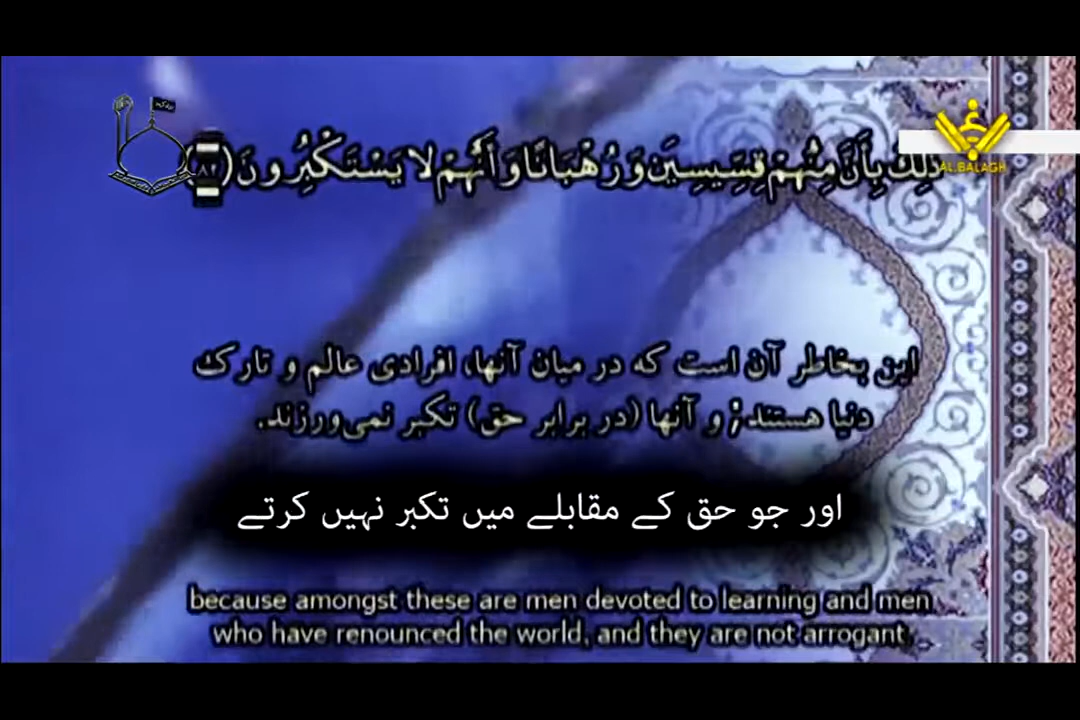 ذَلِكَ بِأَنَّ مِنْهُمْ قِسِّيسِينَ وَرُهْبَانًا وَأَنَّهُمْ لا يَسْتَكْبِرُونَ (٨٢)
AL.BALAGH
این بخاطر آن است که در میان آنها، افرادی عالم و تارک
دنیا هستند; و آنها (در برابر حق) تکبر نمی‌ورزند.
اور جو حق کے مقابلے میں تکبر نہیں کرتے
because amongst these are men devoted to learning and men
who have renounced the world, and they are not arrogant,